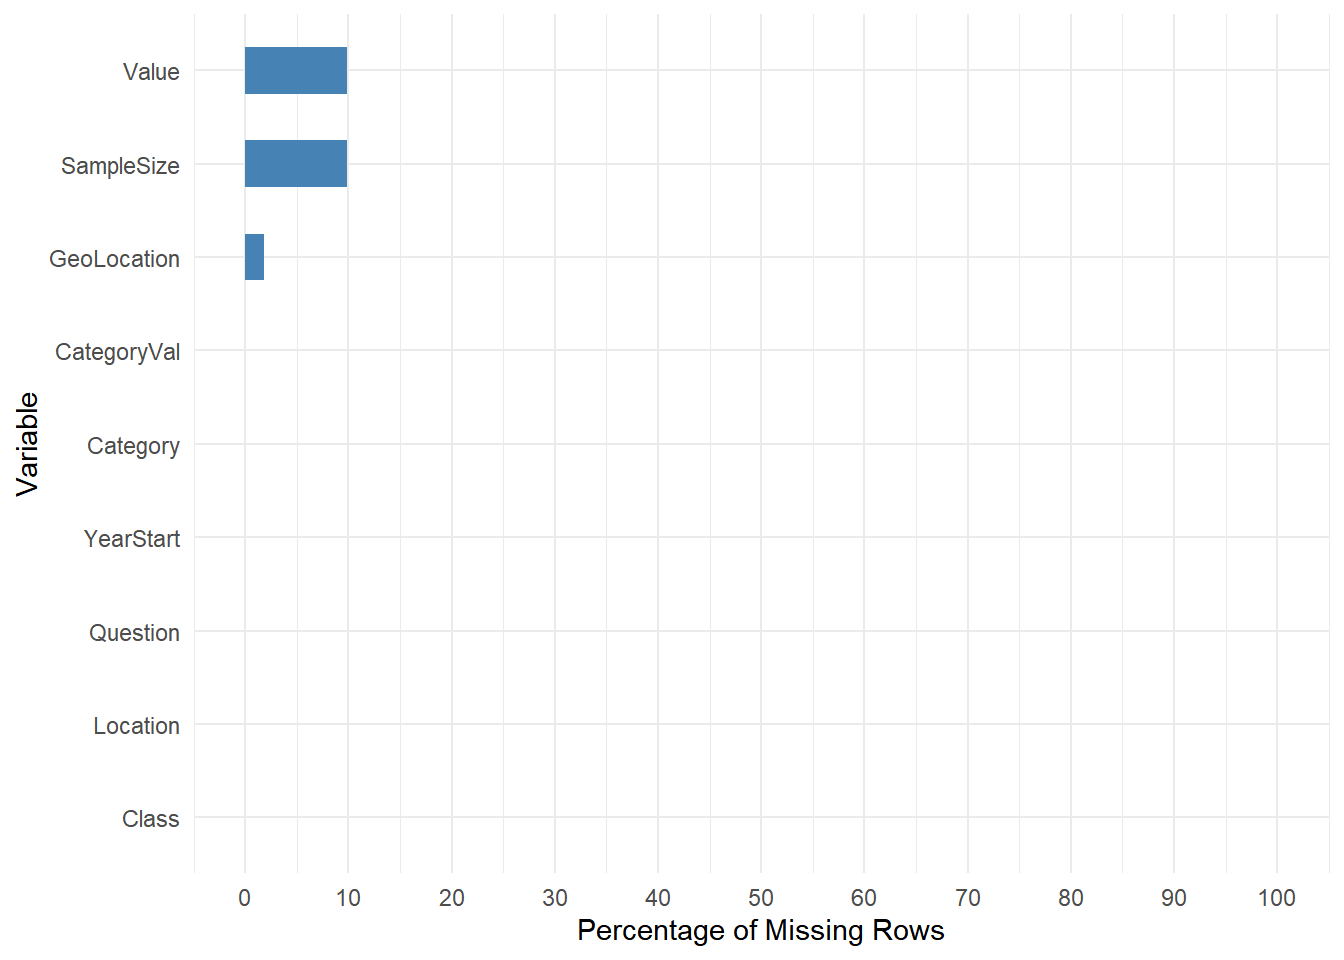 Value
SampleSize
GeoLocation
CategoryVal
Category
YearStart
Question
Location
Class
Variable
0 10 20 30 40 50 60 70 80 90 100
Percentage of Missing Rows